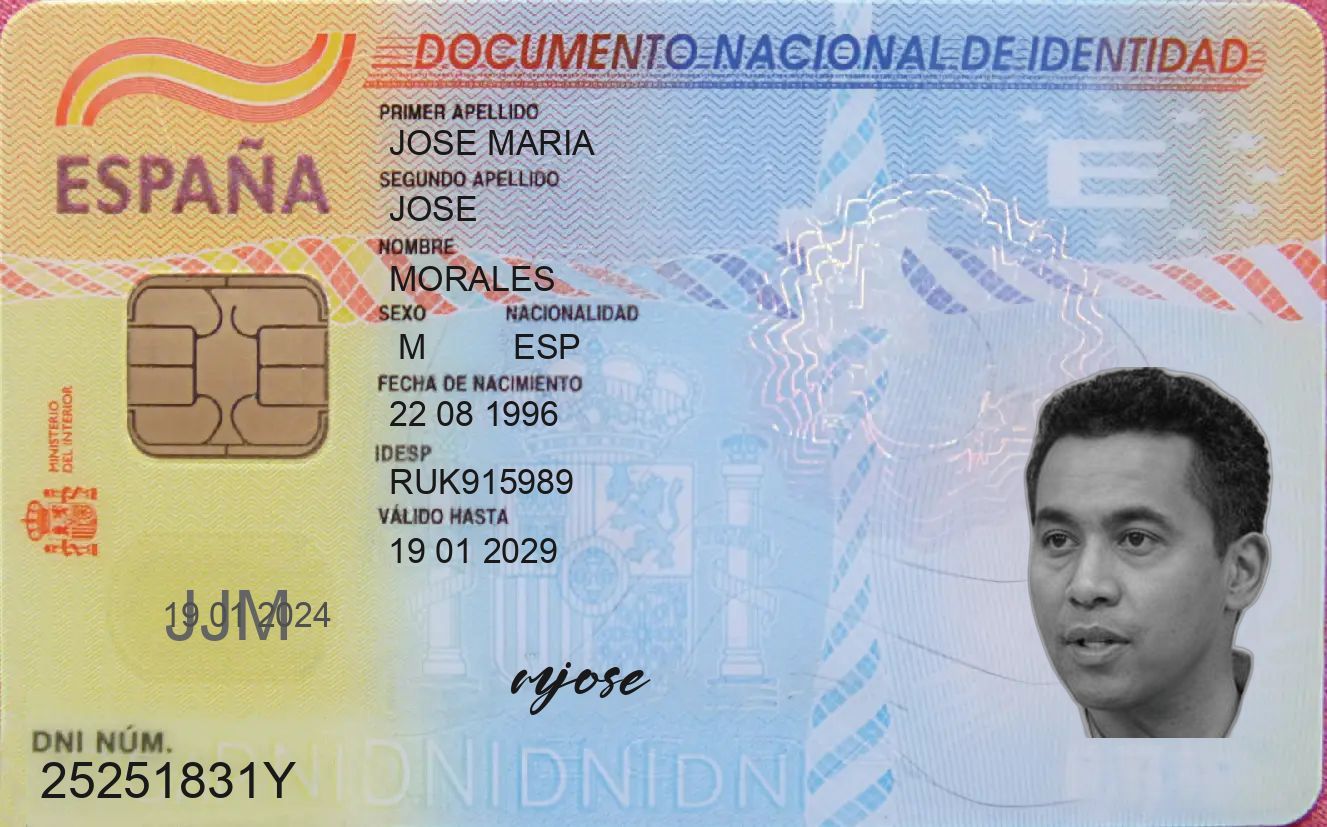 DOCUMENTO NACIONAL DE IDENTIDAD
ESPAÑA
PRIMER APELLIDO
JOSE MARIA
SEGUNDO APELLIDO
JOSE
NOMBRE
MORALES
SEXO NACIONALIDAD
M ESP
FECHA DE NACIMIENTO
22 08 1996
IDESP
RUK915989
VÁLIDO HASTA
19 01 2029
MINISTERIO
DEL INTERIOR
E
19 01 2024
JJM
mjose
DNI NÚM.
25251831Y
DNIDNIDNIDNI